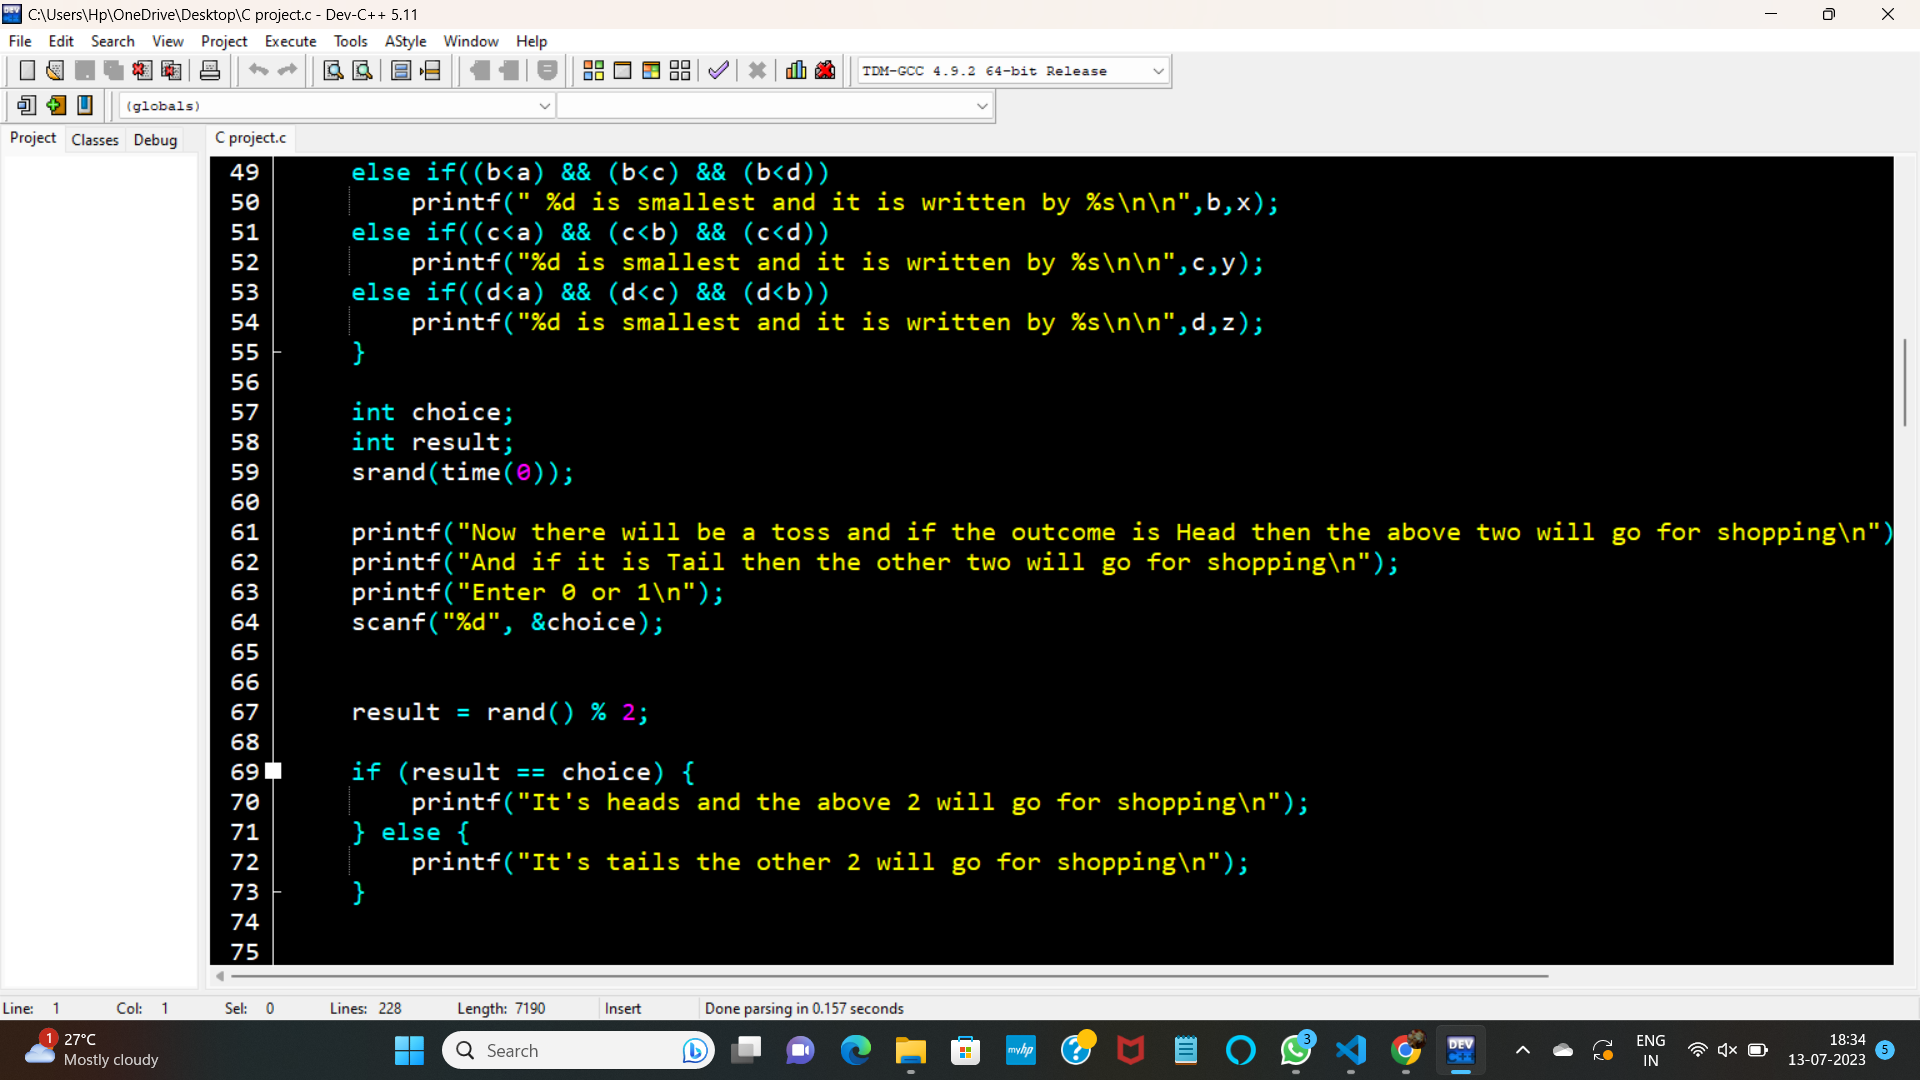 C:\Users\Hp\OneDrive\Desktop\C project.c - Dev-C++ 5.11
File Edit Search View Project Execute Tools AStyle Window Help
TDM-GCC 4.9.2 64-bit Release
(globals)
Project Classes Debug C project.c
49 else if((b<a) && (b<c) && (b<d))
50 printf(" %d is smallest and it is written by %s\n\n",b,x);
51 else if((c<a) && (c<b) && (c<d))
52 printf("%d is smallest and it is written by %s\n\n",c,y);
53 else if((d<a) && (d<c) && (d<b))
54 printf("%d is smallest and it is written by %s\n\n",d,z);
55 }
56
57 int choice;
58 int result;
59 srand(time(0));
60
61 printf("Now there will be a toss and if the outcome is Head then the above two will go for shopping\n")
62 printf("And if it is Tail then the other two will go for shopping\n");
63 printf("Enter 0 or 1\n");
64 scanf("%d", &choice);
65
66
67 result = rand() % 2;
68
69 if (result == choice) {
70 printf("It's heads and the above 2 will go for shopping\n");
71 } else {
72 printf("It's tails the other 2 will go for shopping\n");
73 }
74
75
Line: 1 Col: 1 Sel: 0 Lines: 228 Length: 7190 Insert Done parsing in 0.157 seconds
1 27°C
Mostly cloudy
Search
myhp
3
DEV
C++
ENG
IN
18:34
13-07-2023
5